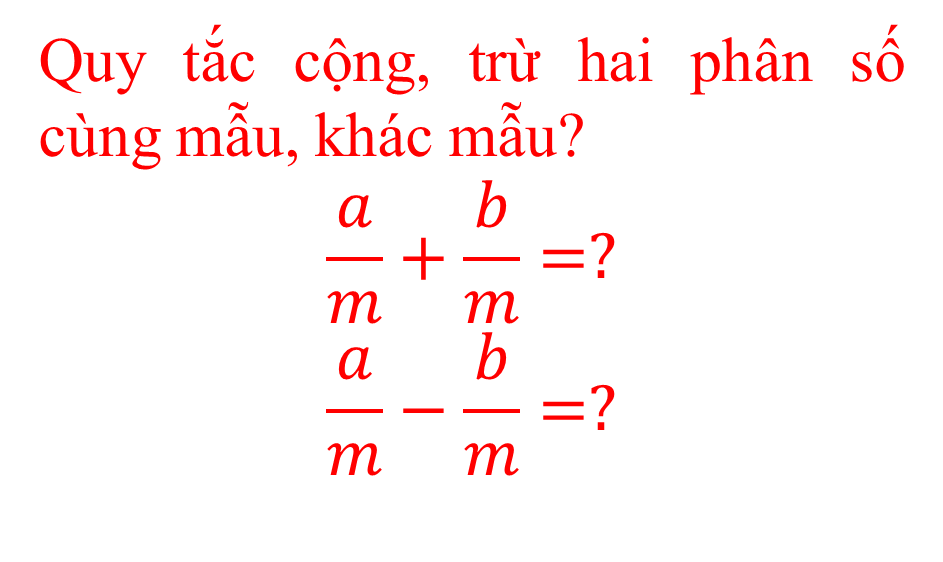 Quy tắc cộng, trừ hai phân số
cùng mẫu, khác mẫu?
a/m + b/m =?
a/m − b/m =?